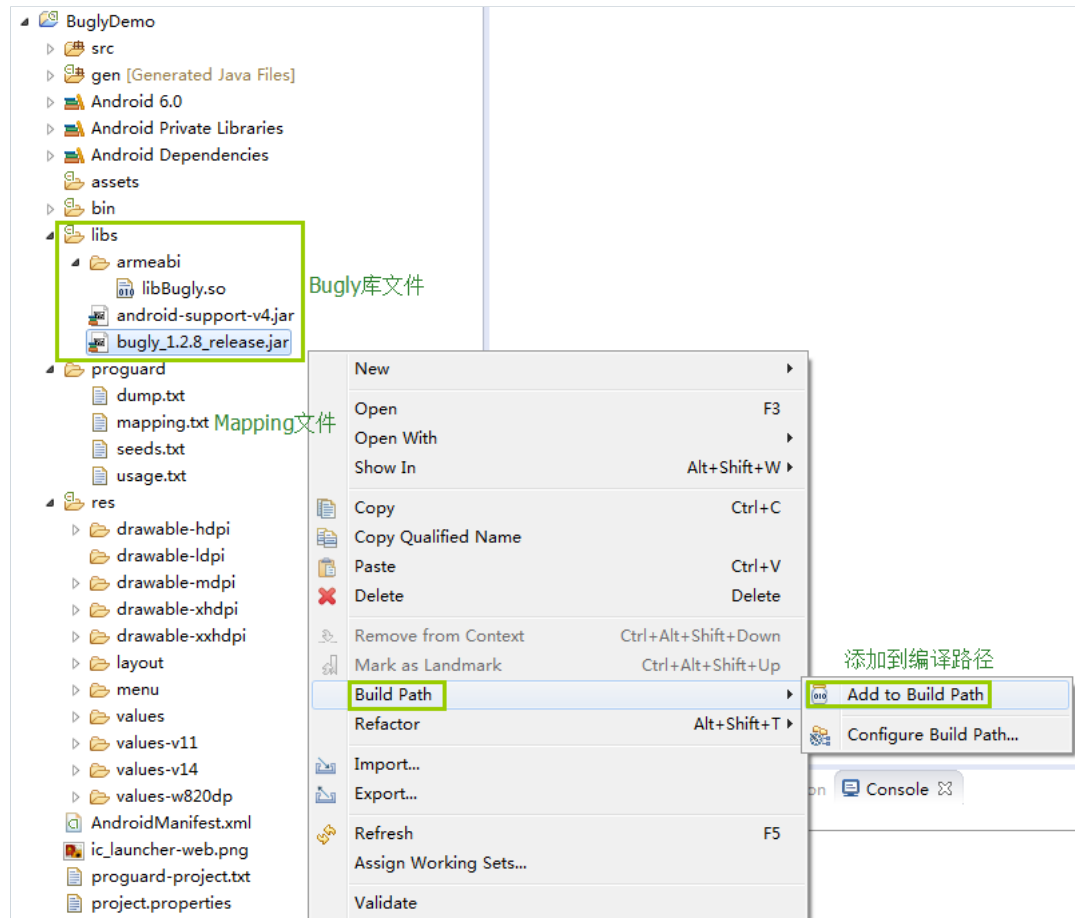 BuglyDemo
src
gen [Generated Java Files]
Android 6.0
Android Private Libraries
Android Dependencies
assets
bin
libs
armeabi
libBugly.so
Bugly库文件
android-support-v4.jar
bugly_1.2.8_release.jar
proguard
dump.txt
mapping.txt Mapping文件
seeds.txt
usage.txt
res
drawable-hdpi
drawable-ldpi
drawable-mdpi
drawable-xhdpi
drawable-xxhdpi
layout
menu
values
values-v11
values-v14
values-w820dp
AndroidManifest.xml
ic_launcher-web.png
proguard-project.txt
project.properties
New
Open F3
Open With
Show In Alt+Shift+W
Copy Ctrl+C
Copy Qualified Name
Paste Ctrl+V
Delete Delete
Remove from Context Ctrl+Alt+Shift+Down
Mark as Landmark Ctrl+Alt+Shift+Up
Build Path
Refactor Alt+Shift+T
Import...
Export...
Refresh F5
Assign Working Sets...
Validate
添加到编译路径
Add to Build Path
Configure Build Path...
on Console